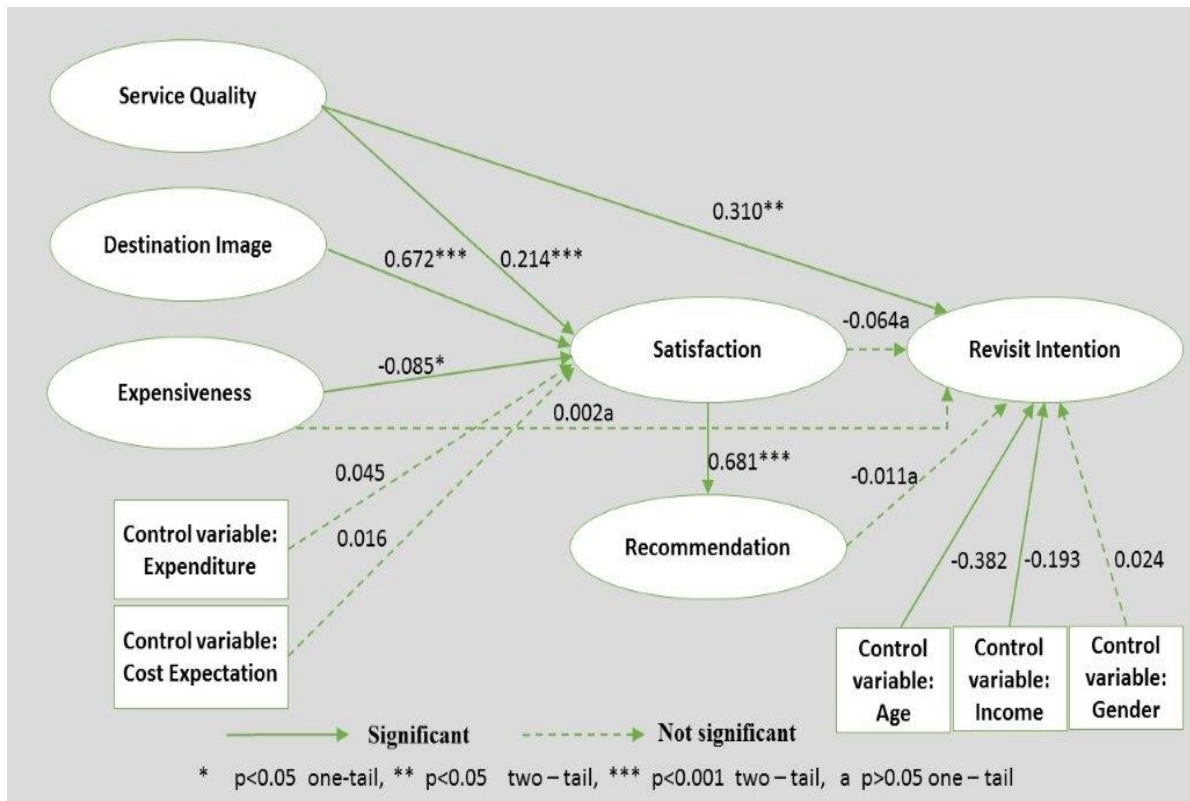 Service Quality
0.310**
Destination Image
0.672***
0.214***
-0.064a
Satisfaction
Revisit Intention
-0.085*
Expensiveness
0.002a
0.045
0.681***
-0.011a
Control variable:
Expenditure
0.016
Recommendation
-0.382
-0.193
0.024
Control variable:
Cost Expectation
Control
variable:
Age
Control
variable:
Income
Control
variable:
Gender
Significant
Not significant
* p<0.05 one-tail, ** p<0.05 two – tail, *** p<0.001 two – tail, a p>0.05 one – tail